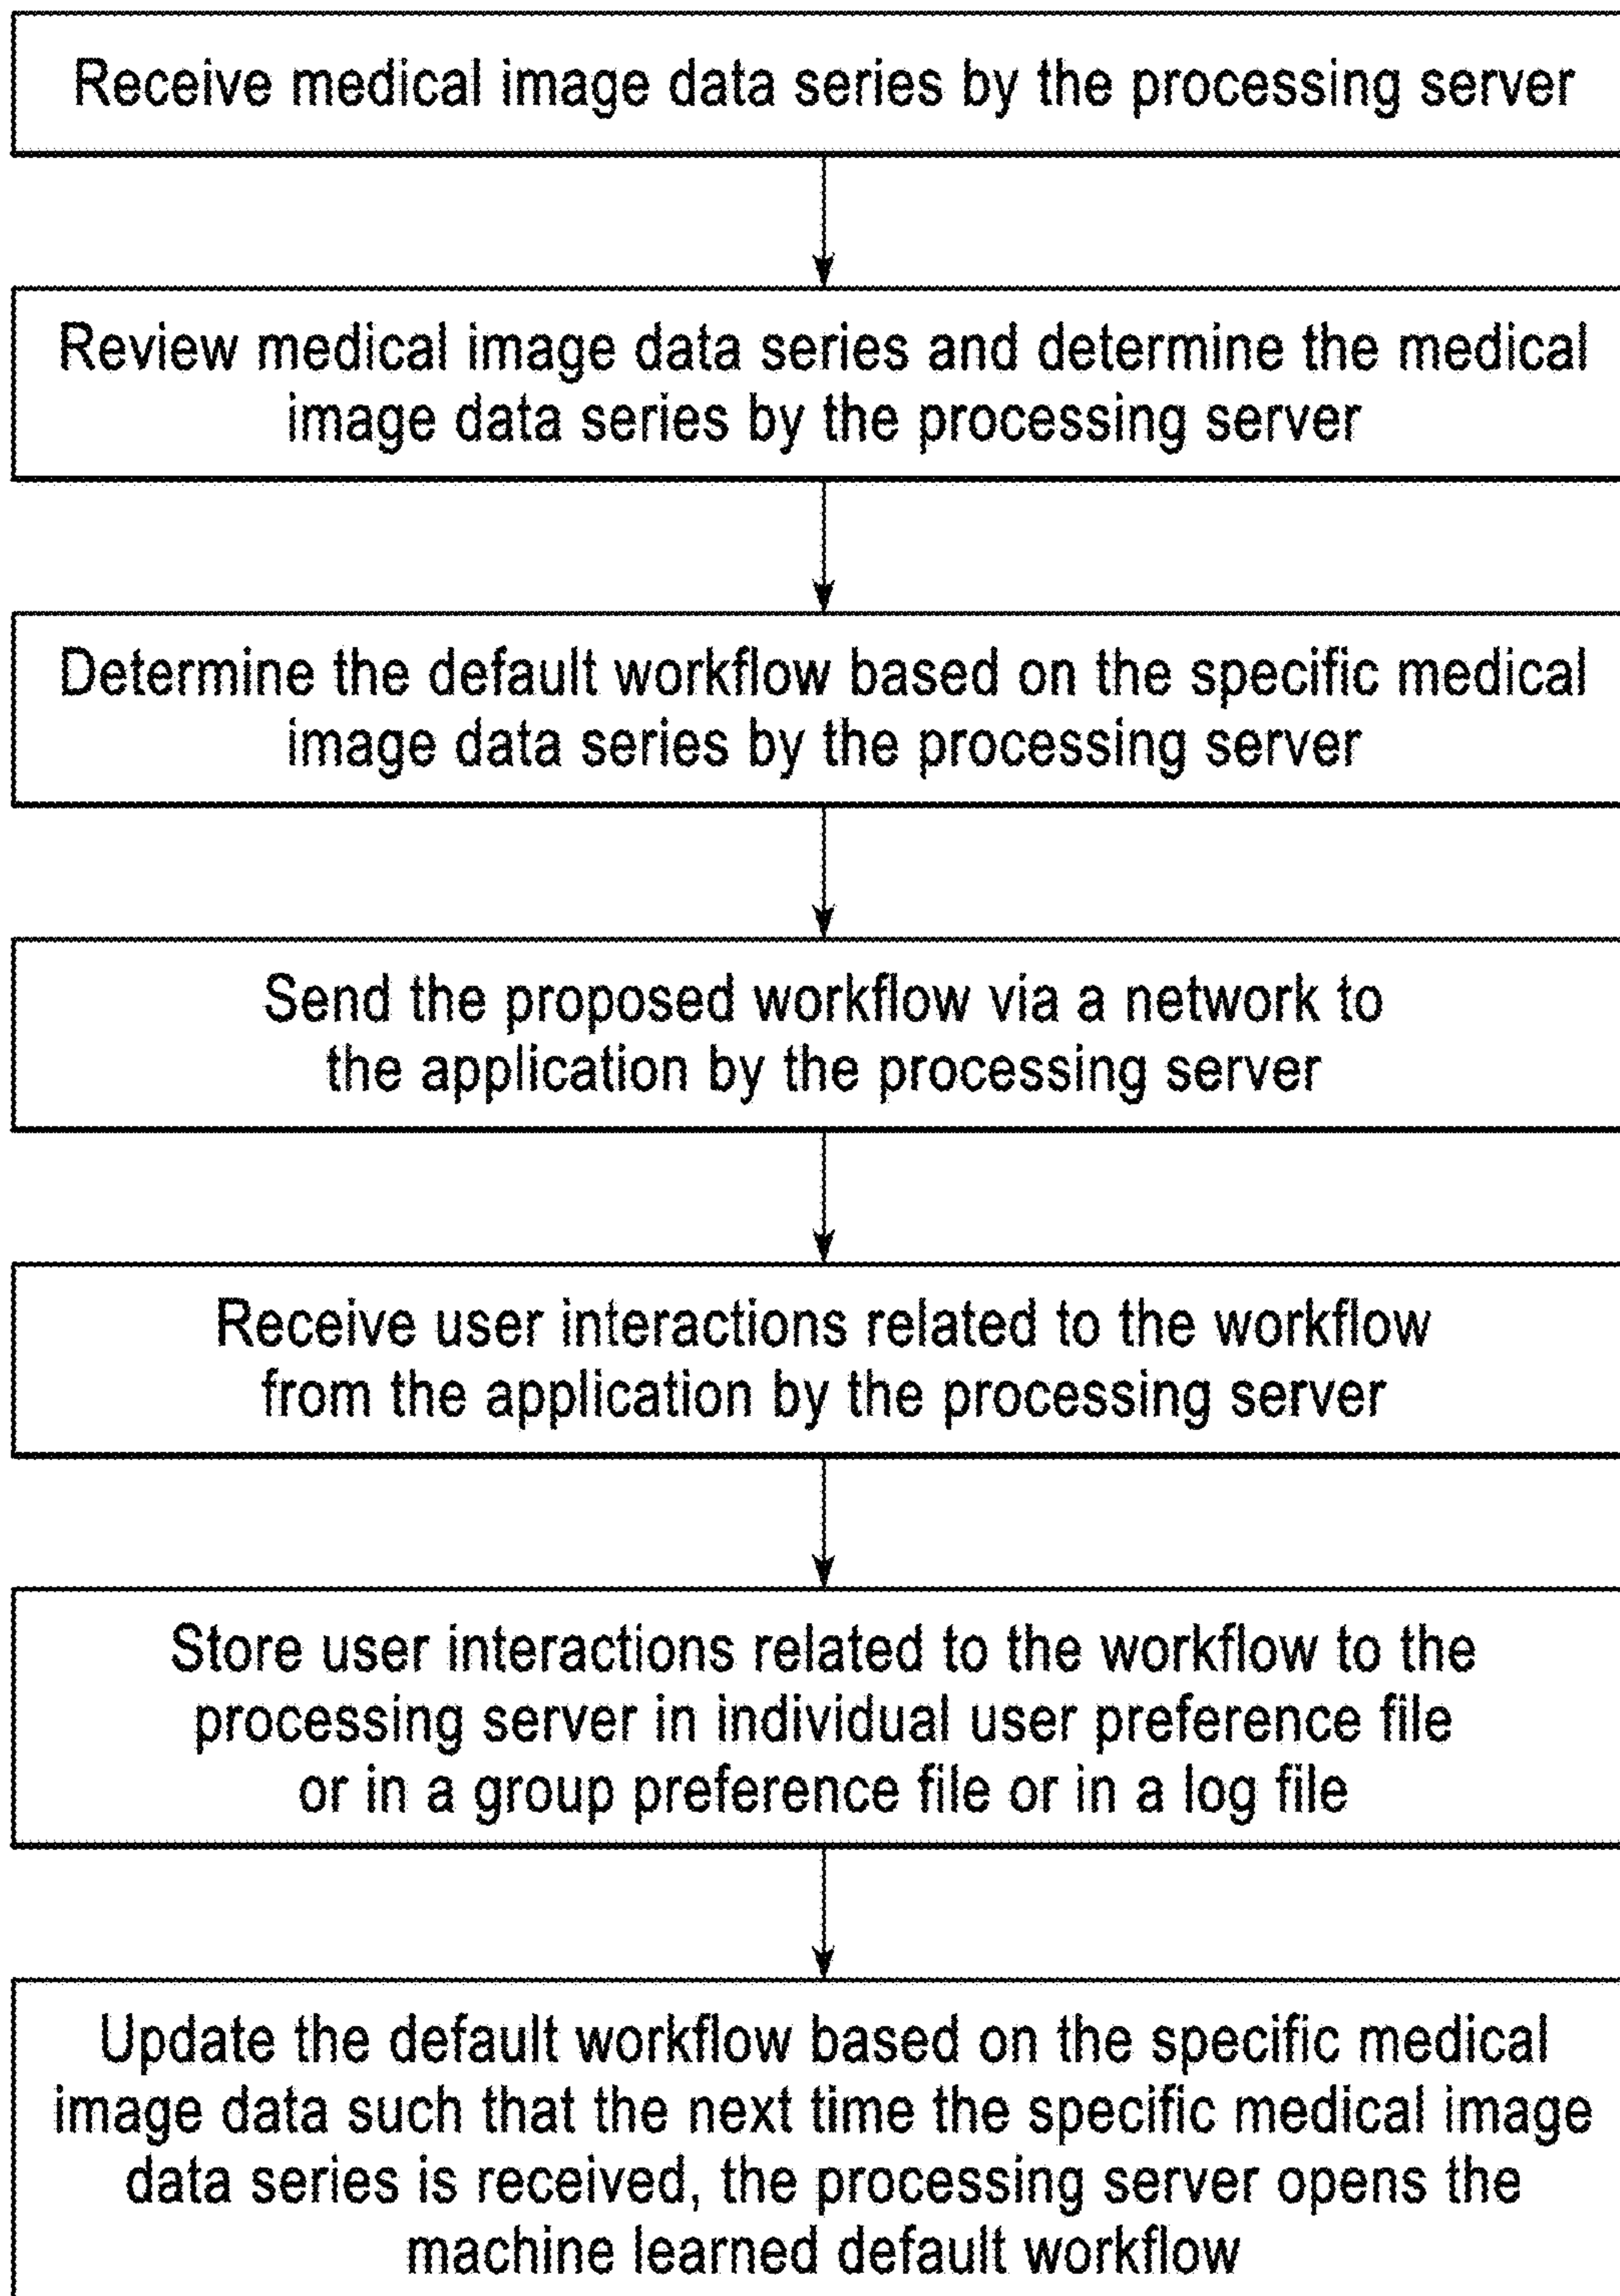 Receive medical image data series by the processing server
Review medical image data series and determine the medical
image data series by the processing server
Determine the default workflow based on the specific medical
image data series by the processing server
Send the proposed workflow via a network to
the application by the processing server
Receive user interactions related to the workflow
from the application by the processing server
Store user interactions related to the workflow to the
processing server in individual user preference file
or in a group preference file or in a log file
Update the default workflow based on the specific medical
image data such that the next time the specific medical image
data series is received, the processing server opens the
machine learned default workflow